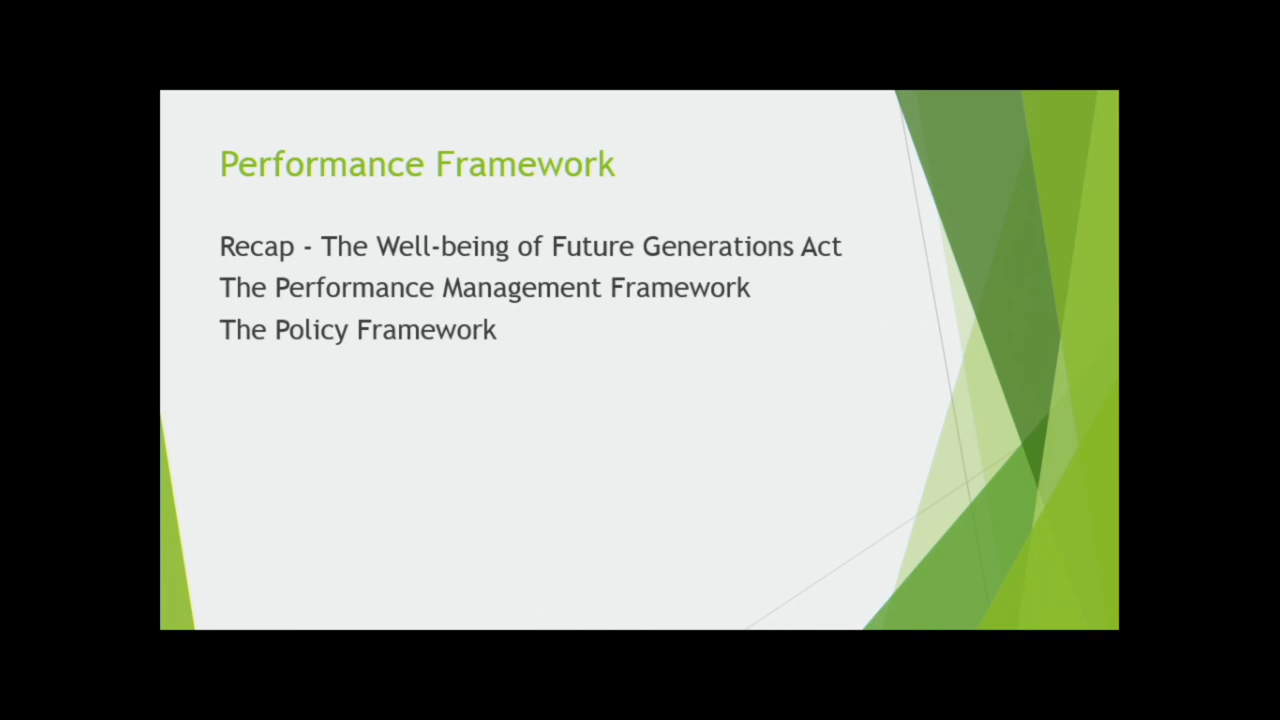 Performance Framework
Recap - The Well-being of Future Generations Act
The Performance Management Framework
The Policy Framework